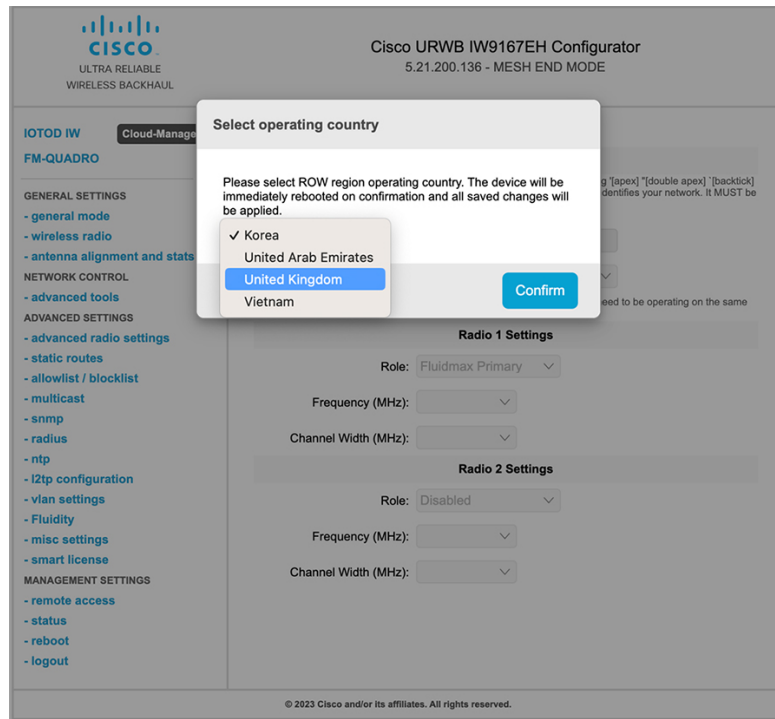 CISCO
ULTRA RELIABLE
WIRELESS BACKHAUL
Cisco URWB IW9167EH Configurator
5.21.200.136 - MESH END MODE
IOTOD IW
Cloud-Manage
FM-QUADRO
GENERAL SETTINGS
- general mode
- wireless radio
- antenna alignment and stats
NETWORK CONTROL
- advanced tools
ADVANCED SETTINGS
- advanced radio settings
- static routes
- allowlist / blocklist
- multicast
- snmp
- radius
- ntp
- l2tp configuration
- vlan settings
- Fluidity
- misc settings
- smart license
MANAGEMENT SETTINGS
- remote access
- status
- reboot
- logout
Select operating country
Please select ROW region operating country. The device will be
immediately rebooted on confirmation and all saved changes will
be applied.
✓ Korea
United Arab Emirates
United Kingdom
Vietnam
Confirm
g '[apex] "[double apex] `[backtick]
dentifies your network. It MUST be
eed to be operating on the same
Radio 1 Settings
Role: Fluidmax Primary
Frequency (MHz):
Channel Width (MHz):
Radio 2 Settings
Role: Disabled
Frequency (MHz):
Channel Width (MHz):
© 2023 Cisco and/or its affiliates. All rights reserved.